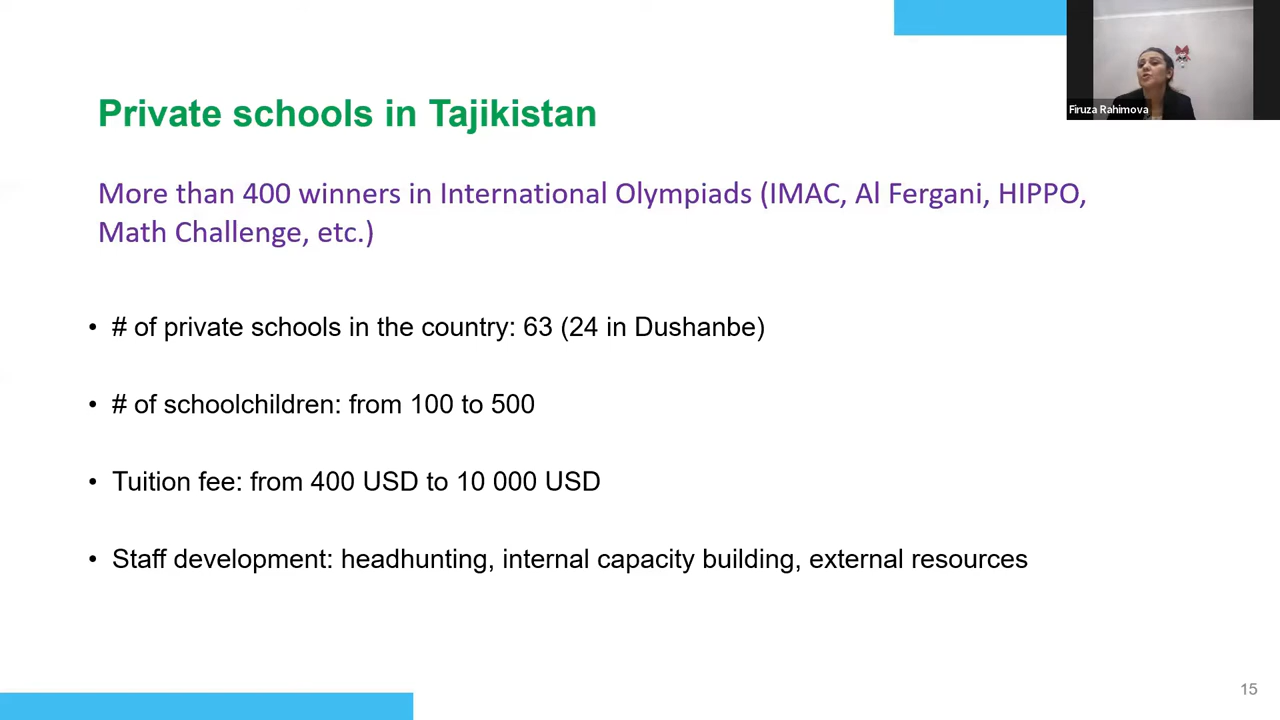 Firuza Rahimova
Private schools in Tajikistan
More than 400 winners in International Olympiads (IMAC, Al Fergani, HIPPO,
Math Challenge, etc.)
• # of private schools in the country: 63 (24 in Dushanbe)
• # of schoolchildren: from 100 to 500
• Tuition fee: from 400 USD to 10 000 USD
• Staff development: headhunting, internal capacity building, external resources
15